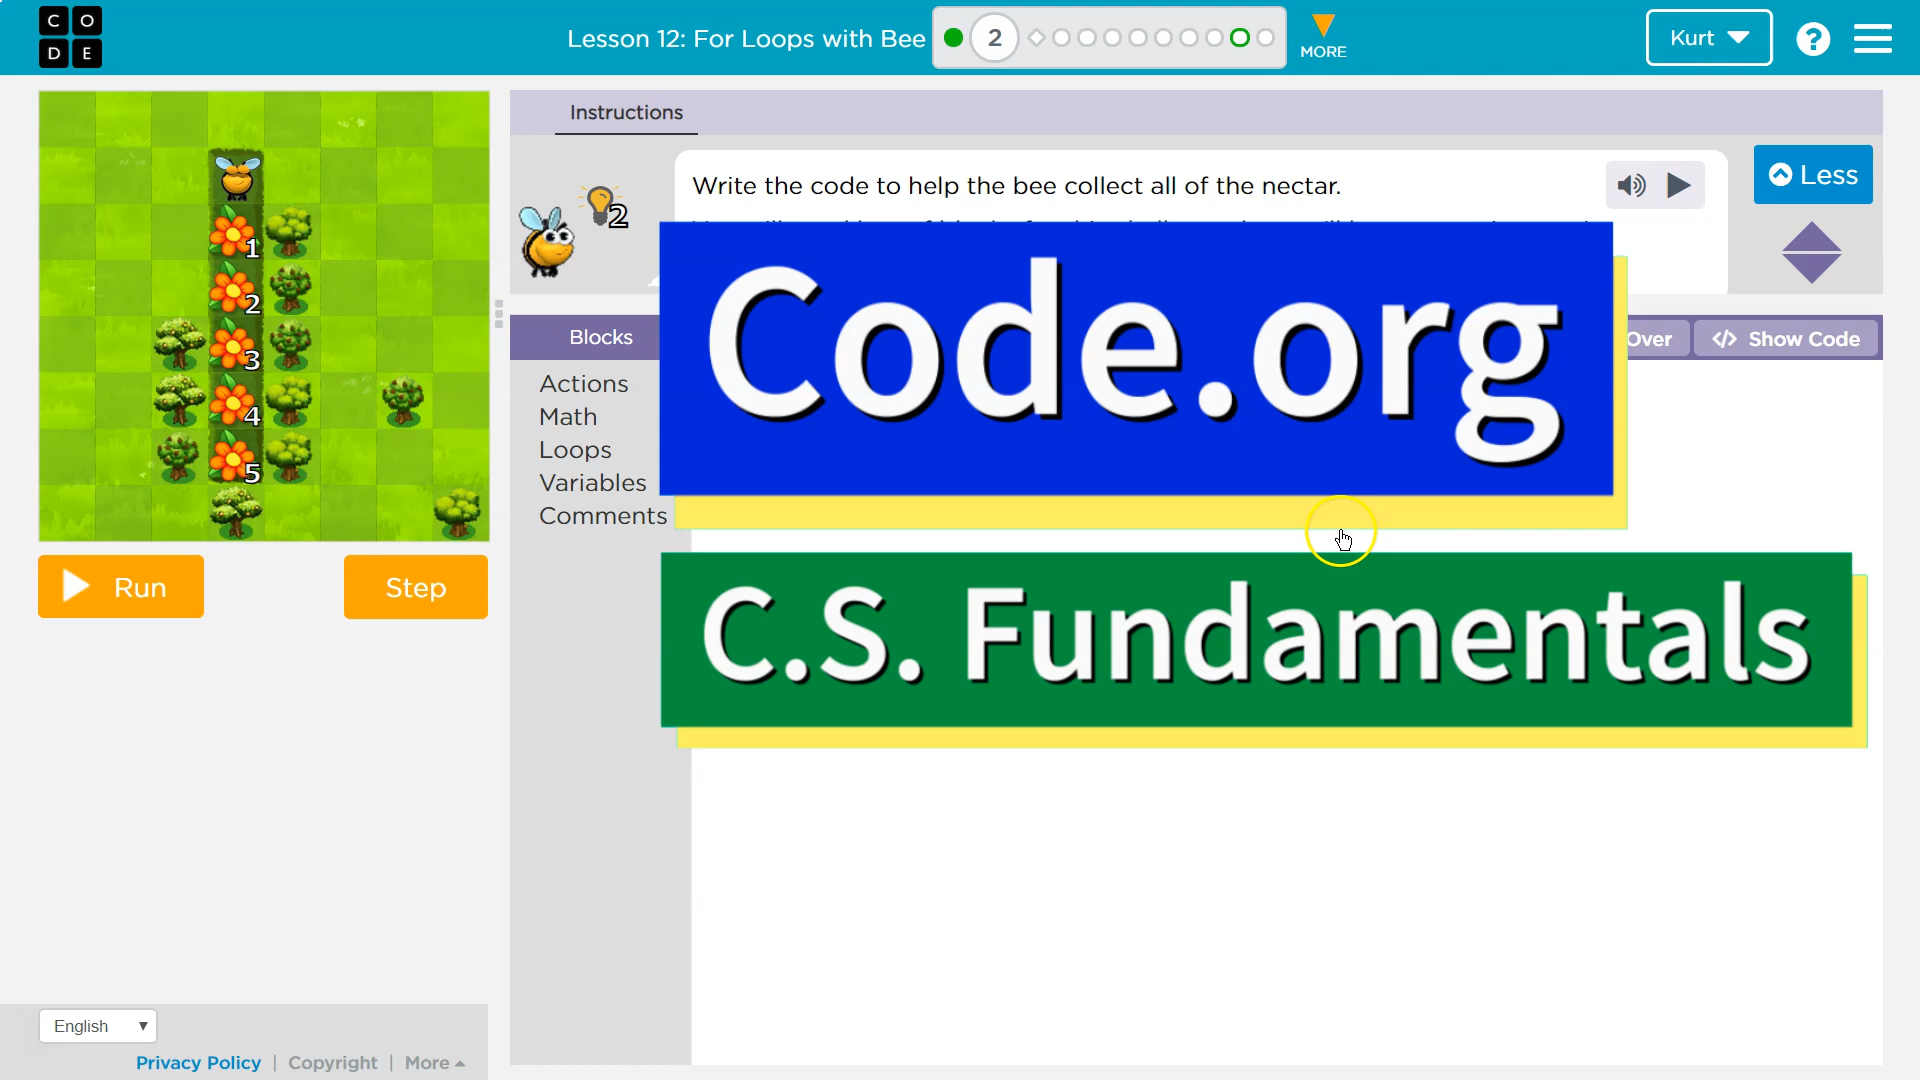 C O
D E
Lesson 12: For Loops with Bee
2
MORE
Kurt
?
Instructions
Write the code to help the bee collect all of the nectar.
2
Less
1
2
3
4
5
Blocks
Over
Show Code
Actions
Math
Loops
Variables
Comments
Code.org
C.S. Fundamentals
Run
Step
English
Privacy Policy | Copyright | More